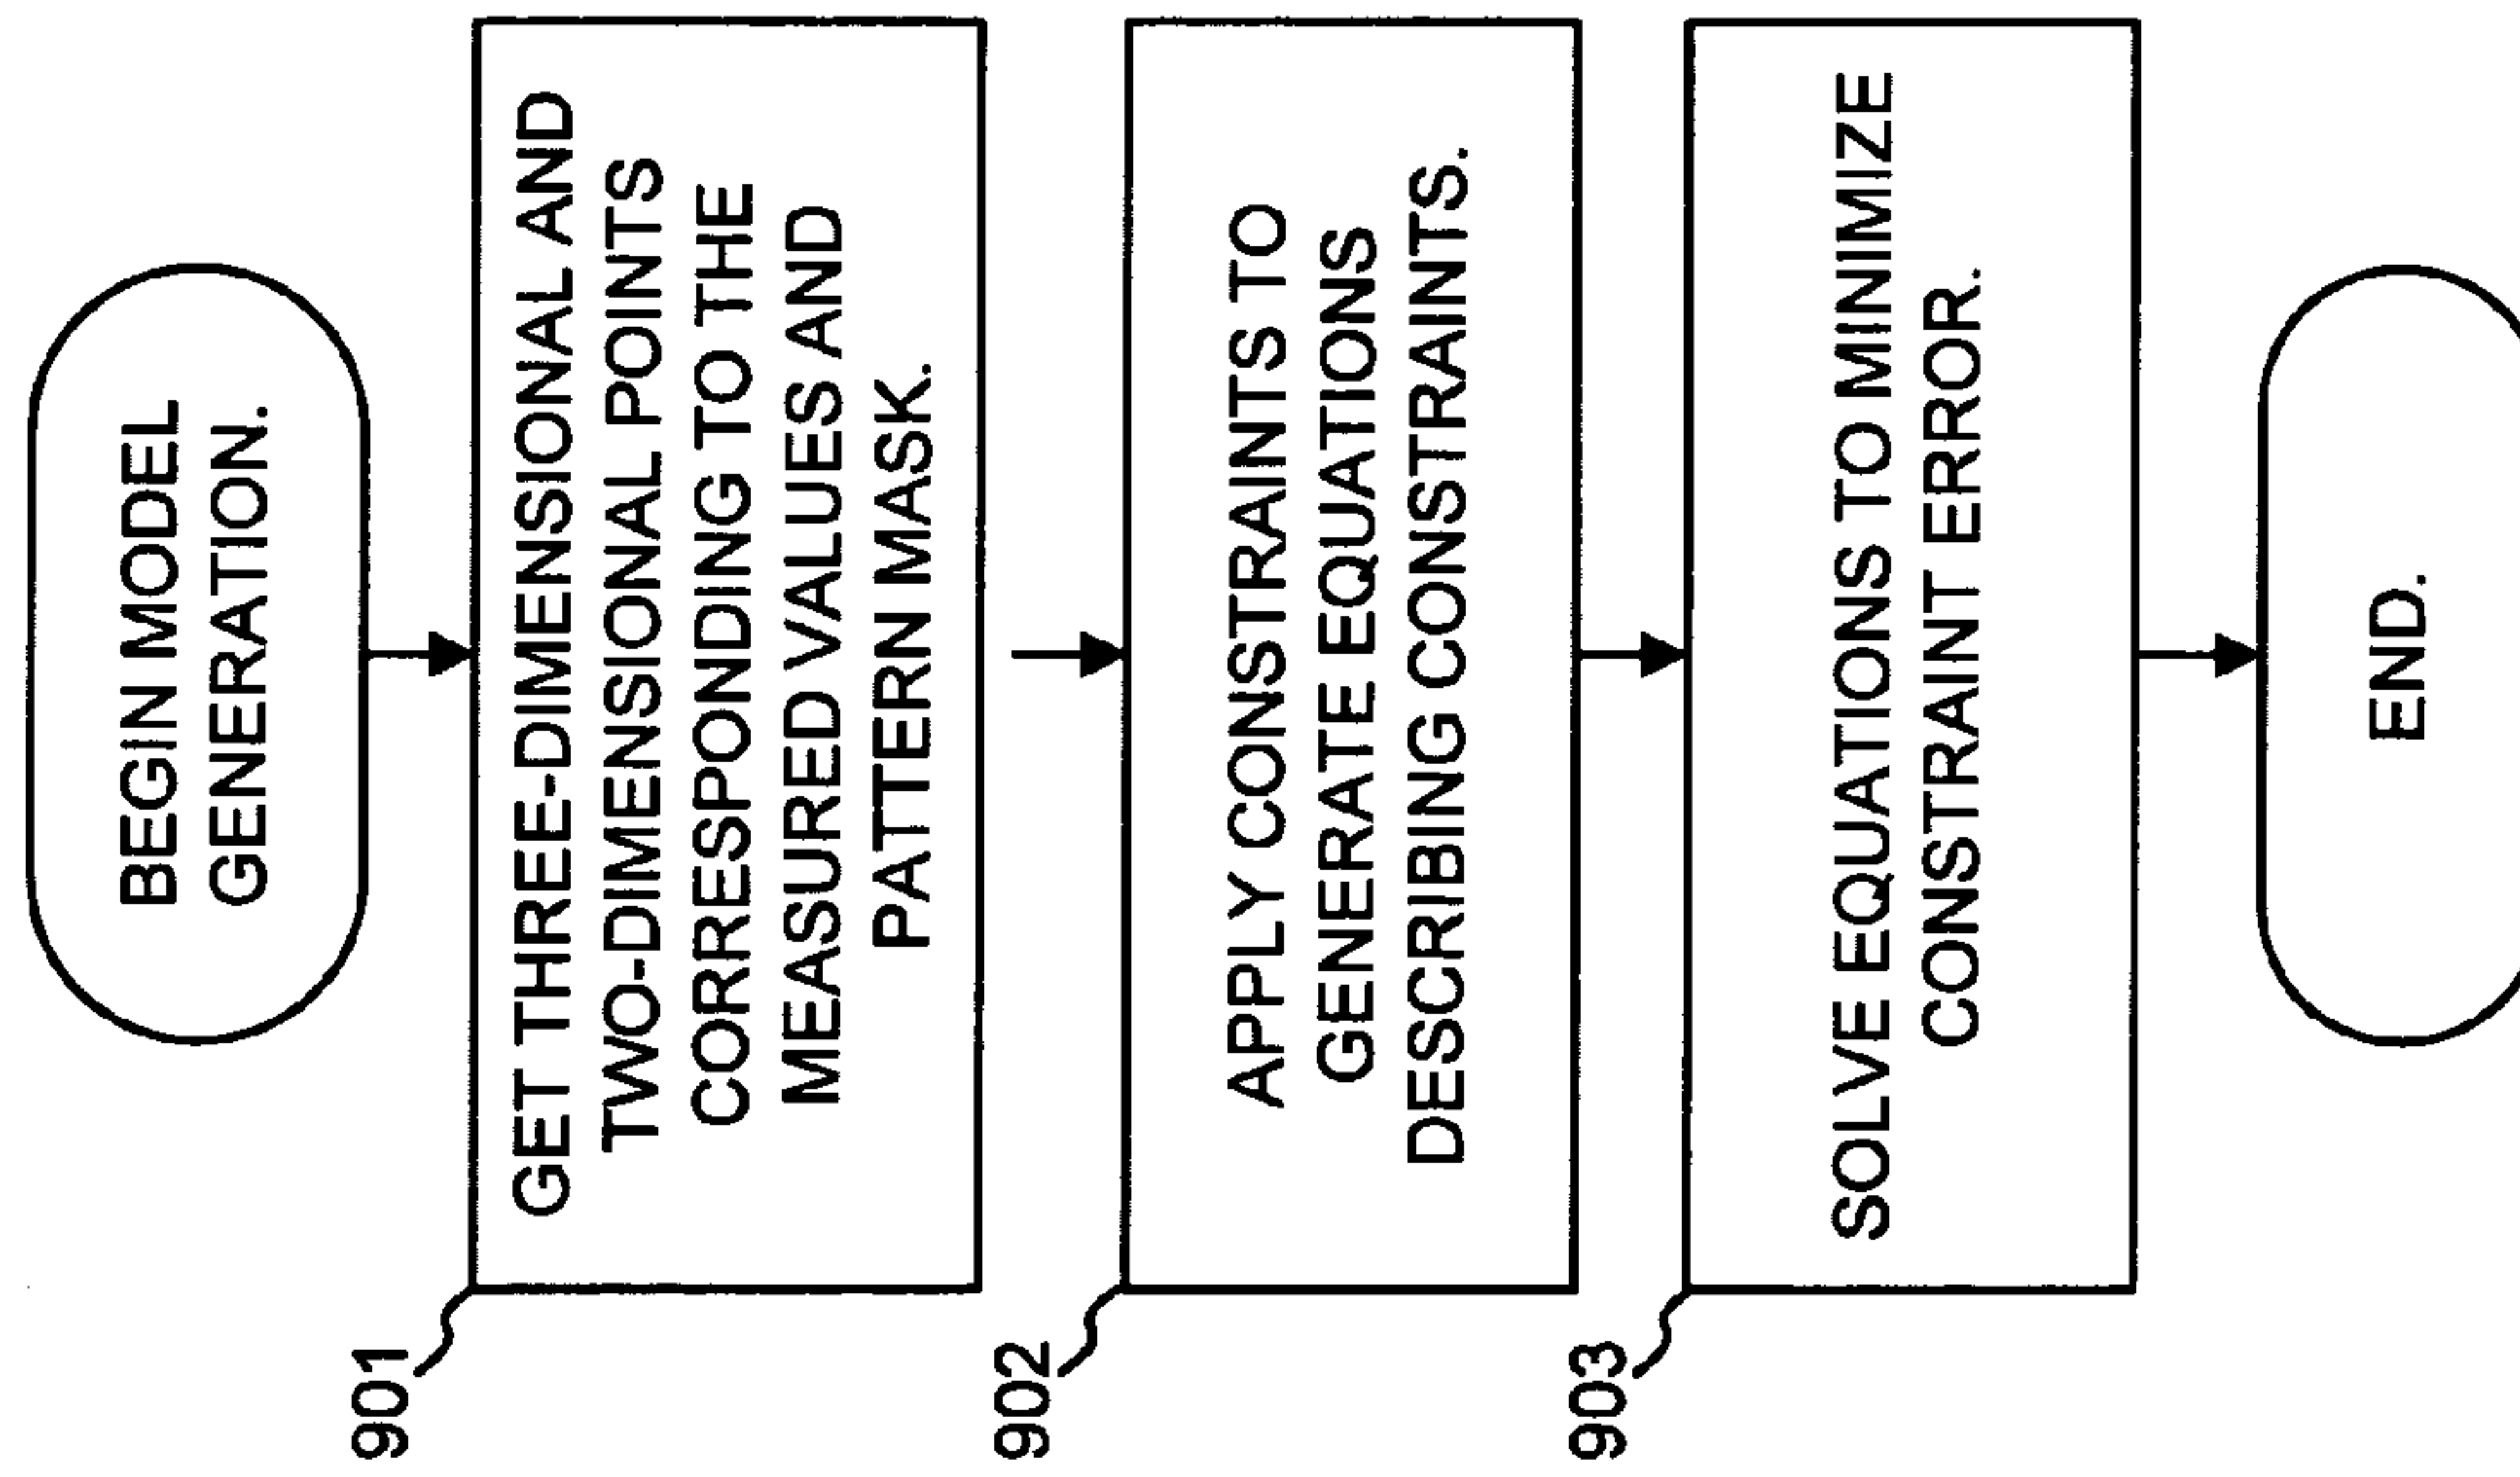 BEGIN MODEL
GENERATION.
901
GET THREE-DIMENSIONAL AND
TWO-DIMENSIONAL POINTS
CORRESPONDING TO THE
MEASURED VALUES AND
PATTERN MASK.
902
APPLY CONSTRAINTS TO
GENERATE EQUATIONS
DESCRIBING CONSTRAINTS.
903
SOLVE EQUATIONS TO MINIMIZE
CONSTRAINT ERROR.
END.